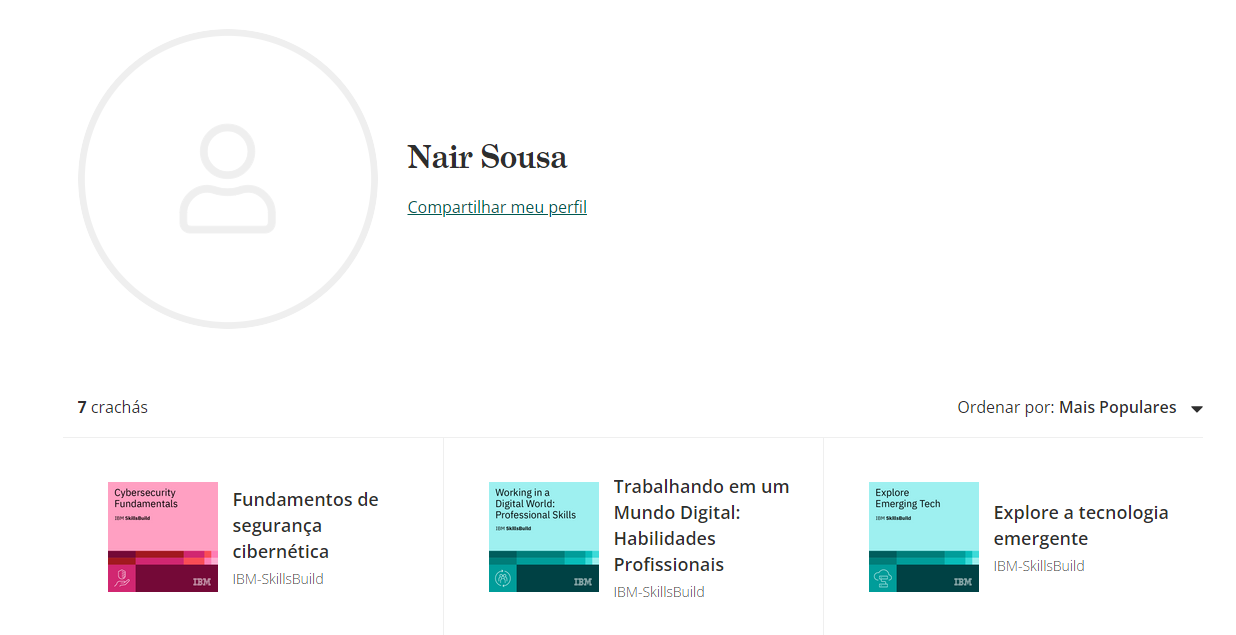 Nair Sousa
Compartilhar meu perfil
7 crachás
Ordenar por: Mais Populares
Cybersecurity
Fundamentals
IBM SkillsBuild
IBM
Fundamentos de
segurança
cibernética
IBM-SkillsBuild
Working in a
Digital World:
Professional Skills
IBM SkillsBuild
IBM
Trabalhando em um
Mundo Digital:
Habilidades
Profissionais
IBM-SkillsBuild
Explore
Emerging Tech
IBM SkillsBuild
IBM
Explore a tecnologia
emergente
IBM-SkillsBuild